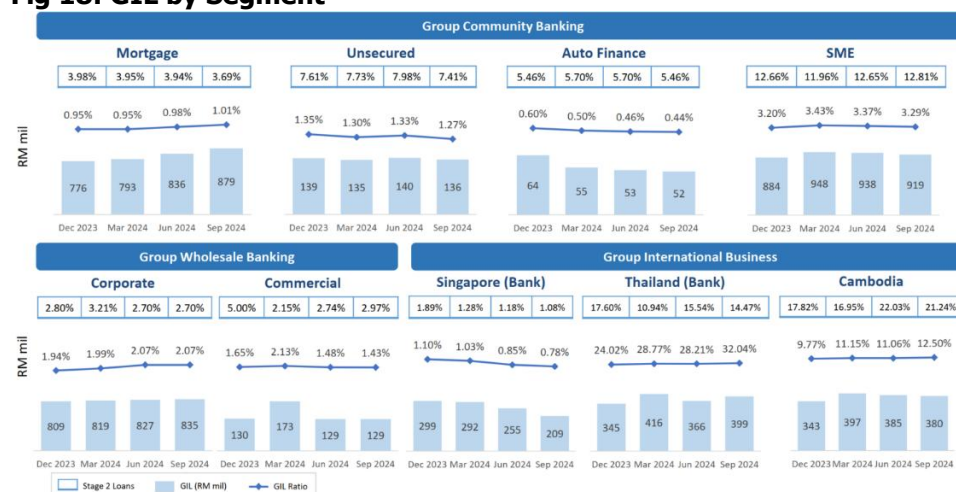 Fig 18: GIL by Segment
Group Community Banking
Mortgage Unsecured Auto Finance SME
3.98% 3.95% 3.94% 3.69% 7.61% 7.73% 7.98% 7.41% 5.46% 5.70% 5.70% 5.46% 12.66% 11.96% 12.65% 12.81%
0.95% 0.95% 0.98% 1.01% 1.35% 1.30% 1.33% 1.27% 0.60% 0.50% 0.46% 0.44% 3.20% 3.43% 3.37% 3.29%
RM mil
776 793 836 879 139 135 140 136 64 55 53 52 884 948 938 919
Dec 2023 Mar 2024 Jun 2024 Sep 2024 Dec 2023 Mar 2024 Jun 2024 Sep 2024 Dec 2023 Mar 2024 Jun 2024 Sep 2024 Dec 2023 Mar 2024 Jun 2024 Sep 2024
Group Wholesale Banking Group International Business
Corporate Commercial Singapore (Bank) Thailand (Bank) Cambodia
2.80% 3.21% 2.70% 2.70% 5.00% 2.15% 2.74% 2.97% 1.89% 1.28% 1.18% 1.08% 17.60% 10.94% 15.54% 14.47% 17.82% 16.95% 22.03% 21.24%
RM mil
1.94% 1.99% 2.07% 2.07% 1.65% 2.13% 1.48% 1.43% 1.10% 1.03% 0.85% 0.78% 24.02% 28.77% 28.21% 32.04% 9.77% 11.15% 11.06% 12.50%
809 819 827 835 130 173 129 129 299 292 255 209 345 416 366 399 343 397 385 380
Dec 2023 Mar 2024 Jun 2024 Sep 2024 Dec 2023 Mar 2024 Jun 2024 Sep 2024 Dec 2023 Mar 2024 Jun 2024 Sep 2024 Dec 2023 Mar 2024 Jun 2024 Sep 2024 Dec 2023 Mar 2024 Jun 2024 Sep 2024
Stage 2 Loans GIL (RM mil) GIL Ratio